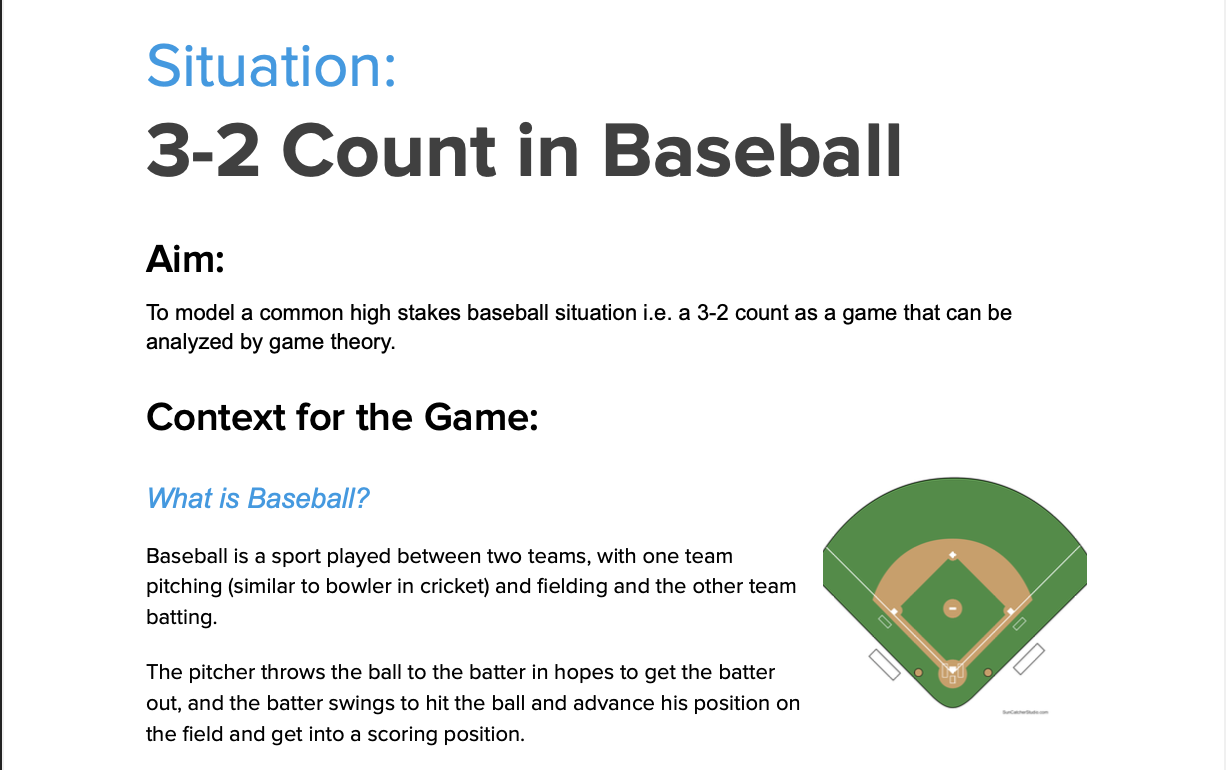 Situation:
3-2 Count in Baseball
Aim:
To model a common high stakes baseball situation i.e. a 3-2 count as a game that can be
analyzed by game theory.
Context for the Game:
What is Baseball?
Baseball is a sport played between two teams, with one team
pitching (similar to bowler in cricket) and fielding and the other team
batting.
The pitcher throws the ball to the batter in hopes to get the batter
out, and the batter swings to hit the ball and advance his position on
the field and get into a scoring position.
SunCatcherStudio.com